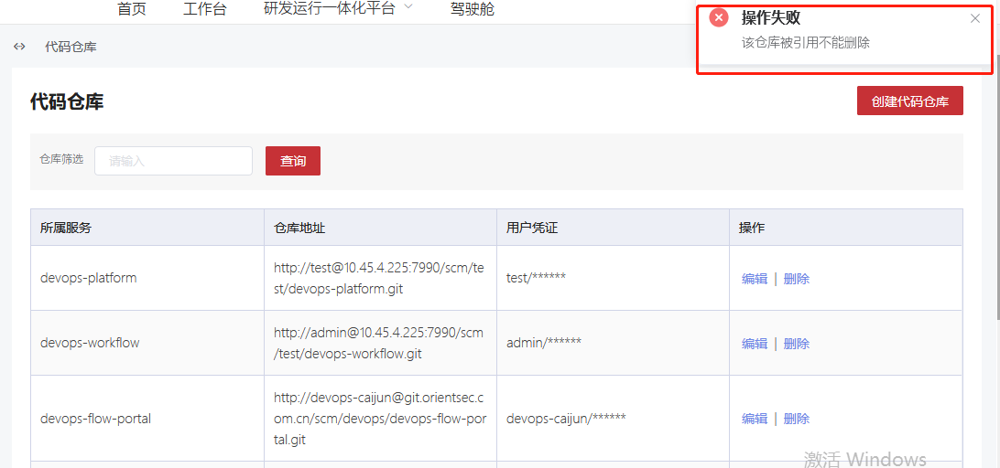 首页
工作台
研发运行一体化平台
驾驶舱
操作失败
该仓库被引用不能删除
代码仓库
代码仓库
创建代码仓库
仓库筛选
请输入
查询
所属服务
仓库地址
用户凭证
操作
devops-platform
http://test@10.45.4.225:7990/scm/te
st/devops-platform.git
test/******
编辑 | 删除
devops-workflow
http://admin@10.45.4.225:7990/scm
/test/devops-workflow.git
admin/******
编辑 | 删除
devops-flow-portal
http://devops-caijun@git.orientsec.c
om.cn/scm/devops/devops-flow-por
tal.git
devops-caijun/******
编辑 | 删除
激活 Windows